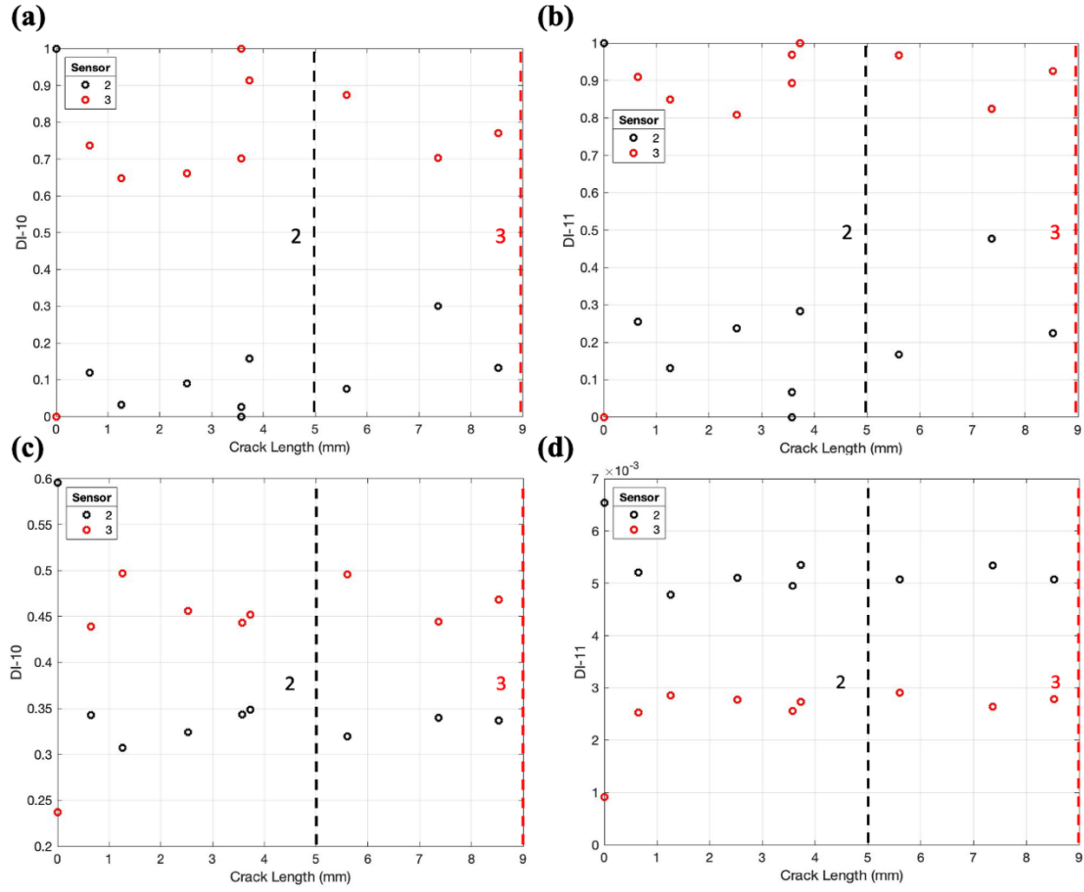 (a)
1
0.9
0.8
0.7
0.6
0.5
0.4
0.3
0.2
0.1
0
DI-10
Sensor
2
3
2
3
0 1 2 3 4 5 6 7 8 9
Crack Length (mm)
(b)
1
0.9
0.8
0.7
0.6
0.5
0.4
0.3
0.2
0.1
0
DI-11
Sensor
2
3
2
3
0 1 2 3 4 5 6 7 8 9
Crack Length (mm)
(c)
0.6
0.55
0.5
0.45
0.4
0.35
0.3
0.25
0.2
DI-10
Sensor
2
3
2
3
0 1 2 3 4 5 6 7 8 9
Crack Length (mm)
(d)
×10⁻³
7
6
5
4
3
2
1
0
DI-11
Sensor
2
3
2
3
0 1 2 3 4 5 6 7 8 9
Crack Length (mm)